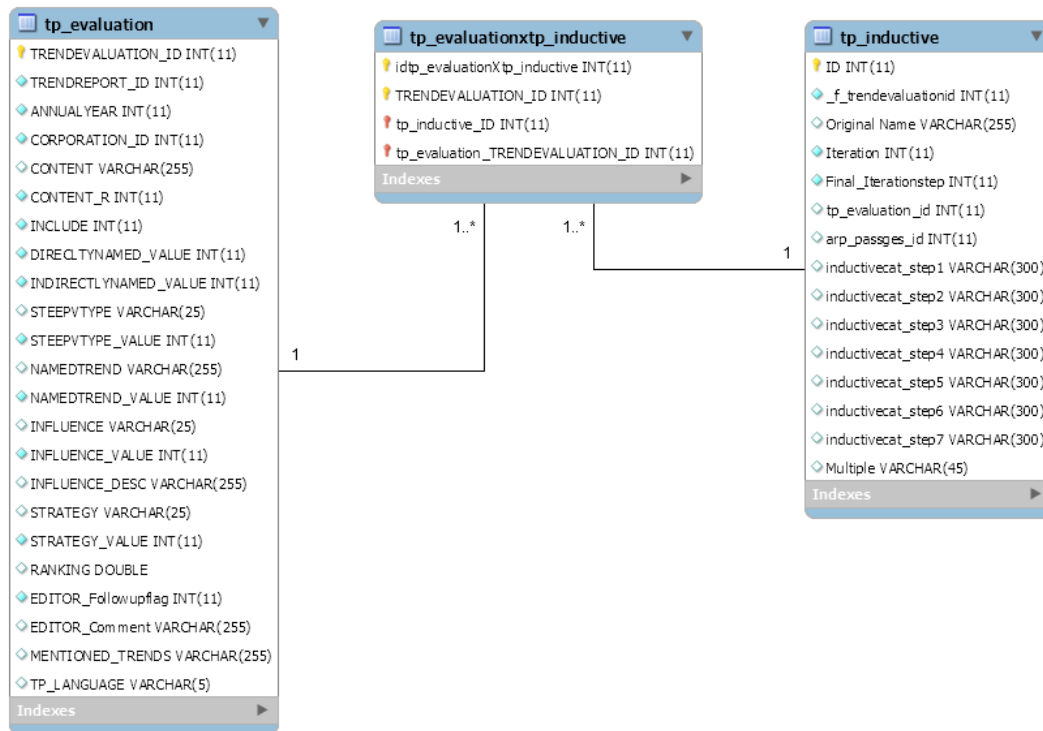 tp_evaluation
TRENDEVALUATION_ID INT(11)
TRENDREPORT_ID INT(11)
ANNUALYEAR INT(11)
CORPORATION_ID INT(11)
CONTENT VARCHAR(255)
CONTENT_R INT(11)
INCLUDE INT(11)
DIRECLTYNAMED_VALUE INT(11)
INDIRECTLYNAMED_VALUE INT(11)
STEEPVTYPE VARCHAR(25)
STEEPVTYPE_VALUE INT(11)
NAMEDTREND VARCHAR(255)
NAMEDTREND_VALUE INT(11)
INFLUENCE VARCHAR(25)
INFLUENCE_VALUE INT(11)
INFLUENCE_DESC VARCHAR(255)
STRATEGY VARCHAR(25)
STRATEGY_VALUE INT(11)
RANKING DOUBLE
EDITOR_Followupflag INT(11)
EDITOR_Comment VARCHAR(255)
MENTIONED_TRENDS VARCHAR(255)
TP_LANGUAGE VARCHAR(5)
Indexes
1
tp_evaluationxtp_inductive
idtp_evaluationXtp_inductive INT(11)
TRENDEVALUATION_ID INT(11)
tp_inductive_ID INT(11)
tp_evaluation_TRENDEVALUATION_ID INT(11)
Indexes
1..*
1..*
1
tp_inductive
ID INT(11)
_f_trendevaluationid INT(11)
Original Name VARCHAR(255)
Iteration INT(11)
Final_Iterationstep INT(11)
tp_evaluation_id INT(11)
arp_passges_id INT(11)
inductivecat_step1 VARCHAR(300)
inductivecat_step2 VARCHAR(300)
inductivecat_step3 VARCHAR(300)
inductivecat_step4 VARCHAR(300)
inductivecat_step5 VARCHAR(300)
inductivecat_step6 VARCHAR(300)
inductivecat_step7 VARCHAR(300)
Multiple VARCHAR(45)
Indexes